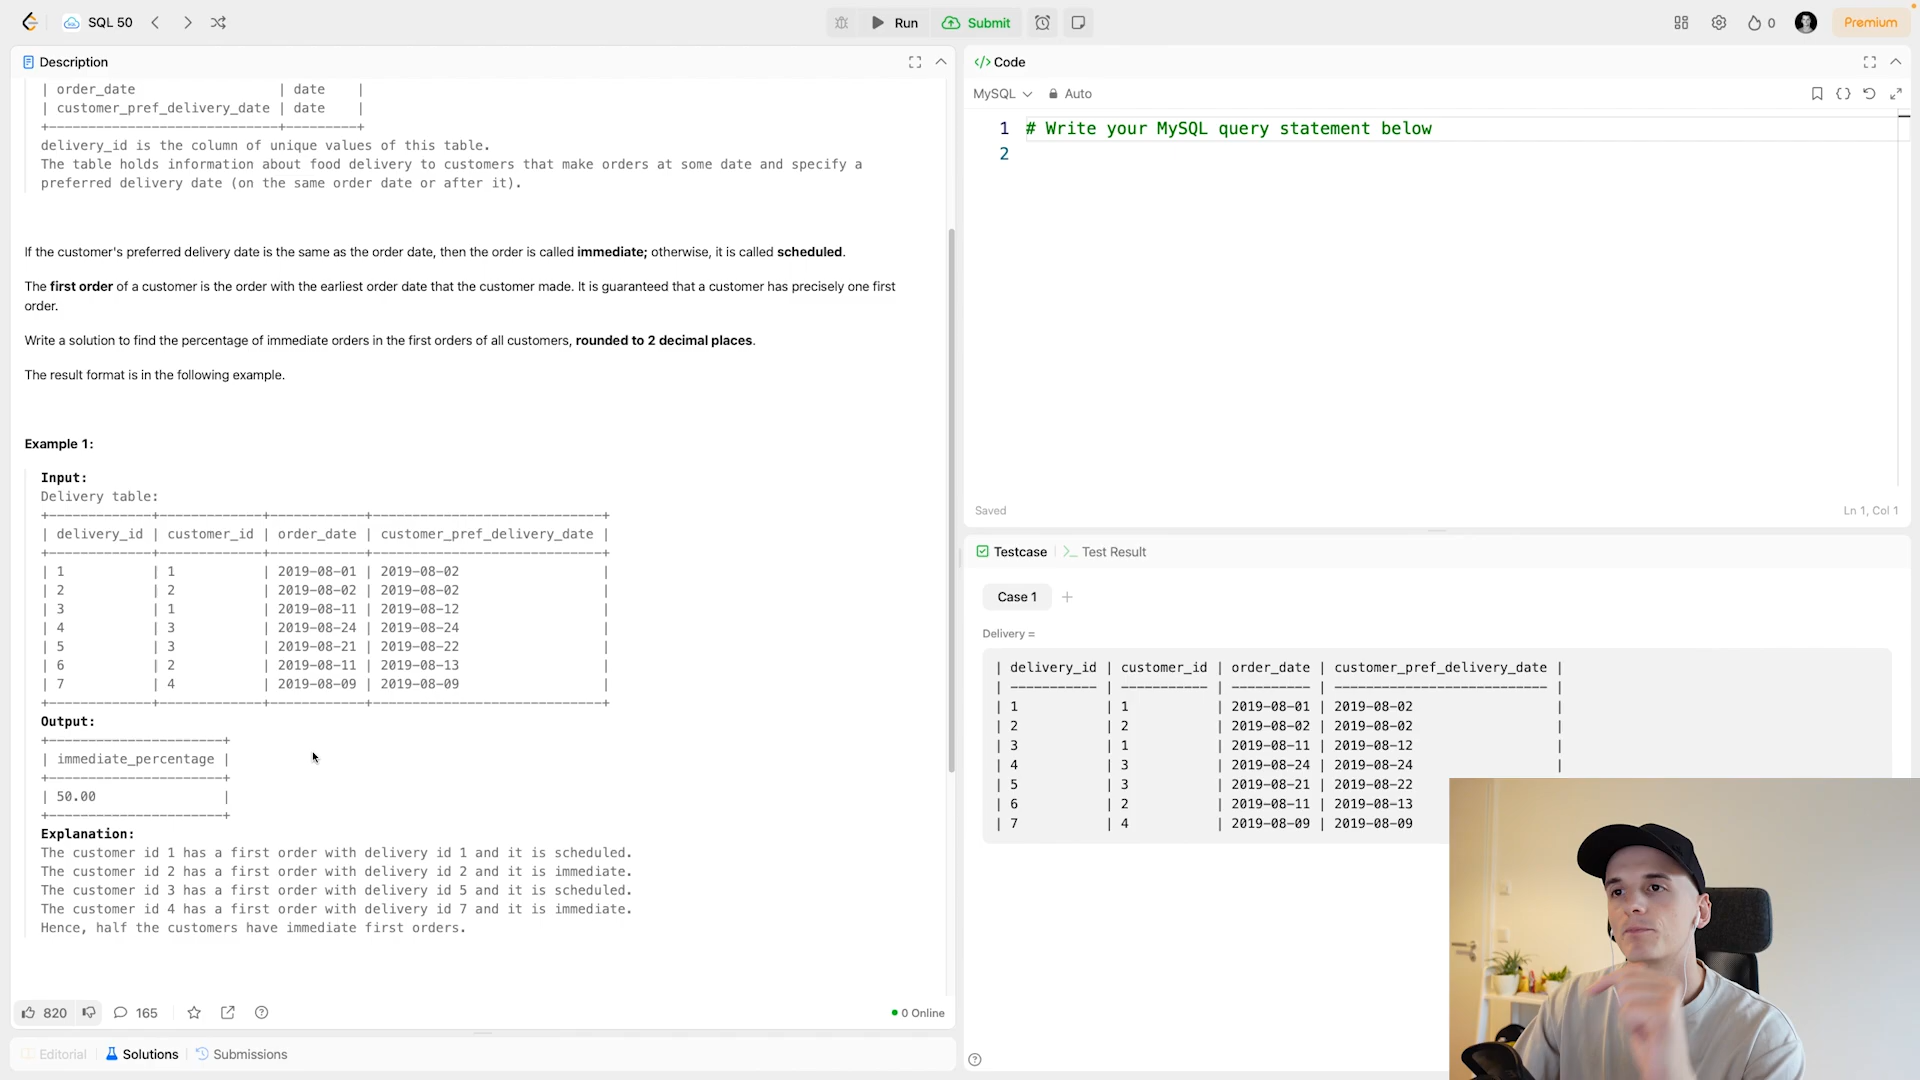 SQL 50
Run
Submit
0
Premium
Description
| order_date | date |
| customer_pref_delivery_date | date |
+-----------------------------+---------+
delivery_id is the column of unique values of this table.
The table holds information about food delivery to customers that make orders at some date and specify a
preferred delivery date (on the same order date or after it).
If the customer's preferred delivery date is the same as the order date, then the order is called immediate; otherwise, it is called scheduled.
The first order of a customer is the order with the earliest order date that the customer made. It is guaranteed that a customer has precisely one first
order.
Write a solution to find the percentage of immediate orders in the first orders of all customers, rounded to 2 decimal places.
The result format is in the following example.
Example 1:
Input:
Delivery table:
+-------------+-------------+------------+-----------------------------+
| delivery_id | customer_id | order_date | customer_pref_delivery_date |
+-------------+-------------+------------+-----------------------------+
| 1 | 1 | 2019-08-01 | 2019-08-02 |
| 2 | 2 | 2019-08-02 | 2019-08-02 |
| 3 | 1 | 2019-08-11 | 2019-08-12 |
| 4 | 3 | 2019-08-24 | 2019-08-24 |
| 5 | 3 | 2019-08-21 | 2019-08-22 |
| 6 | 2 | 2019-08-11 | 2019-08-13 |
| 7 | 4 | 2019-08-09 | 2019-08-09 |
+-------------+-------------+------------+-----------------------------+
Output:
+----------------------+
| immediate_percentage |
+----------------------+
| 50.00 |
+----------------------+
Explanation:
The customer id 1 has a first order with delivery id 1 and it is scheduled.
The customer id 2 has a first order with delivery id 2 and it is immediate.
The customer id 3 has a first order with delivery id 5 and it is scheduled.
The customer id 4 has a first order with delivery id 7 and it is immediate.
Hence, half the customers have immediate first orders.
820
165
0 Online
Editorial
Solutions
Submissions
</> Code
MySQL
Auto
1 # Write your MySQL query statement below
2
Saved
Ln 1, Col 1
Testcase
>_ Test Result
Case 1
Delivery =
| delivery_id | customer_id | order_date | customer_pref_delivery_date |
| ----------- | ----------- | ---------- | --------------------------- |
| 1 | 1 | 2019-08-01 | 2019-08-02 |
| 2 | 2 | 2019-08-02 | 2019-08-02 |
| 3 | 1 | 2019-08-11 | 2019-08-12 |
| 4 | 3 | 2019-08-24 | 2019-08-24 |
| 5 | 3 | 2019-08-21 | 2019-08-22
| 6 | 2 | 2019-08-11 | 2019-08-13
| 7 | 4 | 2019-08-09 | 2019-08-09